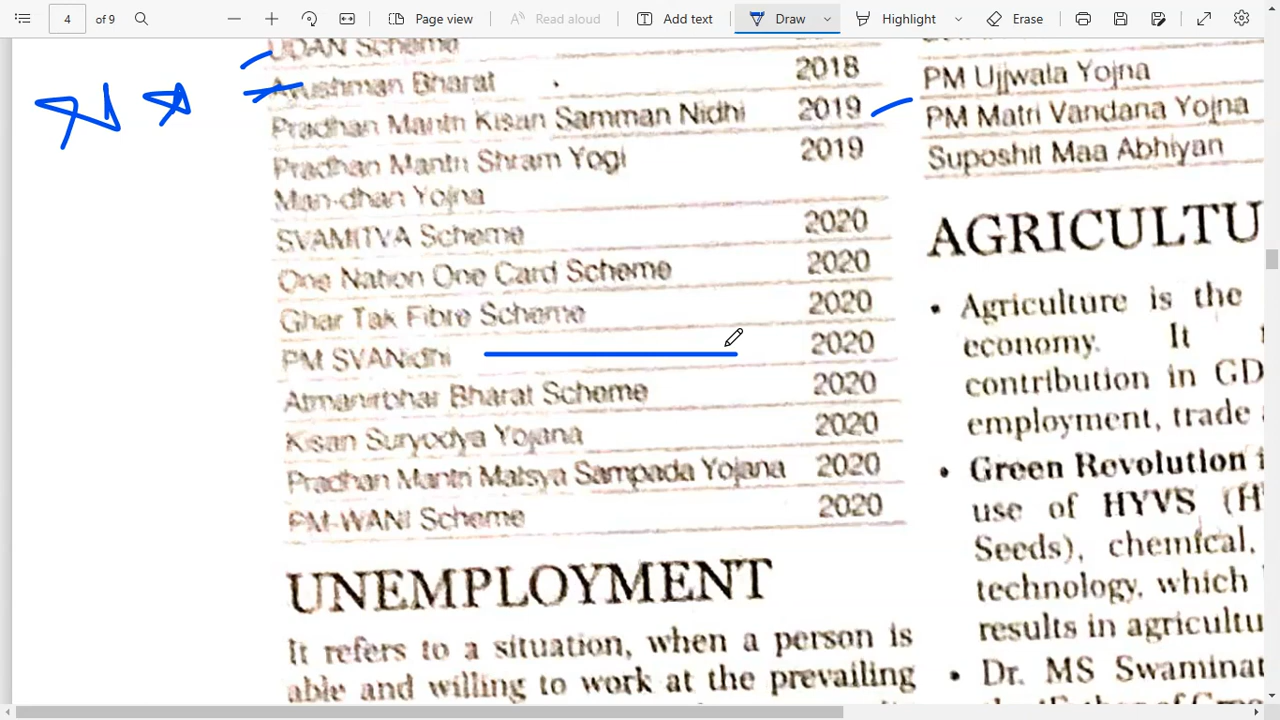 4 of 9
Page view
Read aloud
Add text
Draw
Highlight
Erase
UDAN Scheme
Ayushman Bharat 2018
Pradhan Mantri Kisan Samman Nidhi 2019
Pradhan Mantri Shram Yogi 2019
Man-dhan Yojna
SVAMITVA Scheme 2020
One Nation One Card Scheme 2020
Ghar Tak Fibre Scheme 2020
PM SVANidhi 2020
Atmanirbhar Bharat Scheme 2020
Kisan Suryodya Yojana 2020
Pradhan Mantri Matsya Sampada Yojana 2020
PM-WANI Scheme 2020
UNEMPLOYMENT
It refers to a situation, when a person is
able and willing to work at the prevailing
PM Ujjwala Yojna
PM Matri Vandana Yojna
Suposhit Maa Abhiyan
AGRICULTU
• Agriculture is the
economy. It
contribution in GD
employment, trade
• Green Revolution i
use of HYVS (H
Seeds), chemical,
technology, which
results in agricultu
• Dr. MS Swaminat